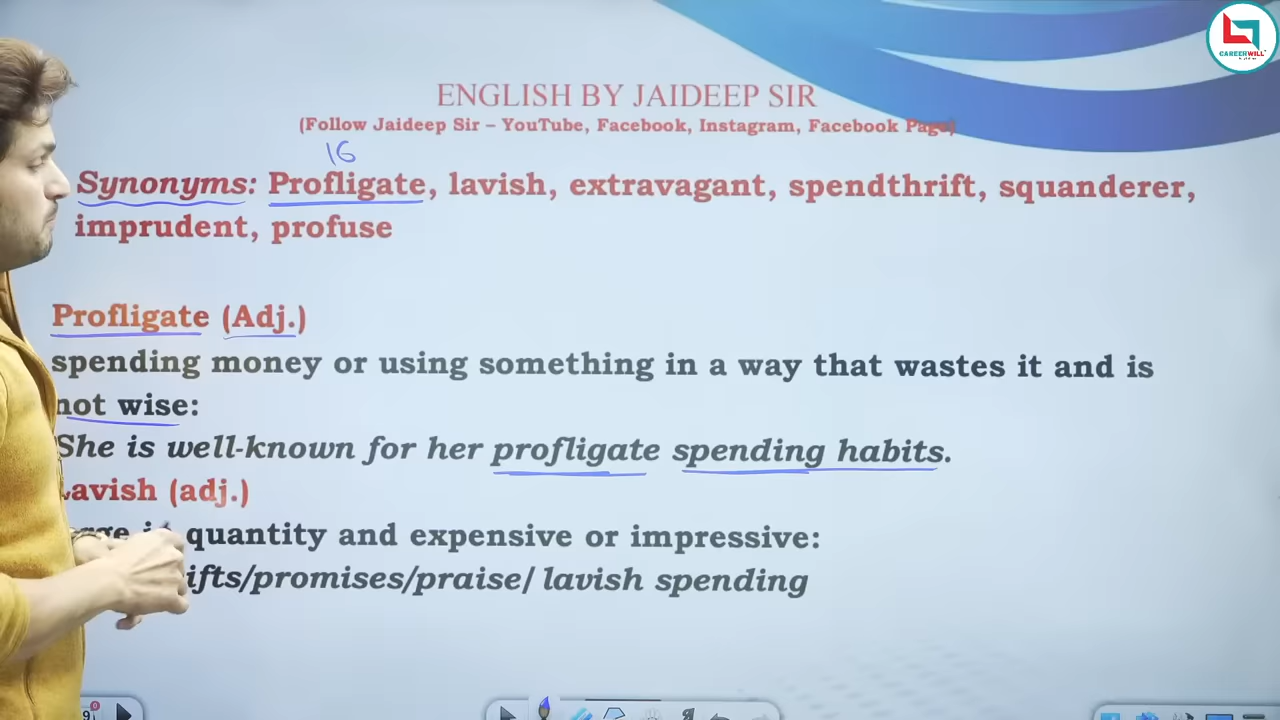 CAREERWILL
ENGLISH BY JAIDEEP SIR
(Follow Jaideep Sir – YouTube, Facebook, Instagram, Facebook Page)
16
Synonyms: Profligate, lavish, extravagant, spendthrift, squanderer,
imprudent, profuse
Profligate (Adj.)
spending money or using something in a way that wastes it and is
not wise:
She is well-known for her profligate spending habits.
Lavish (adj.)
quantity and expensive or impressive:
/promises/praise/ lavish spending